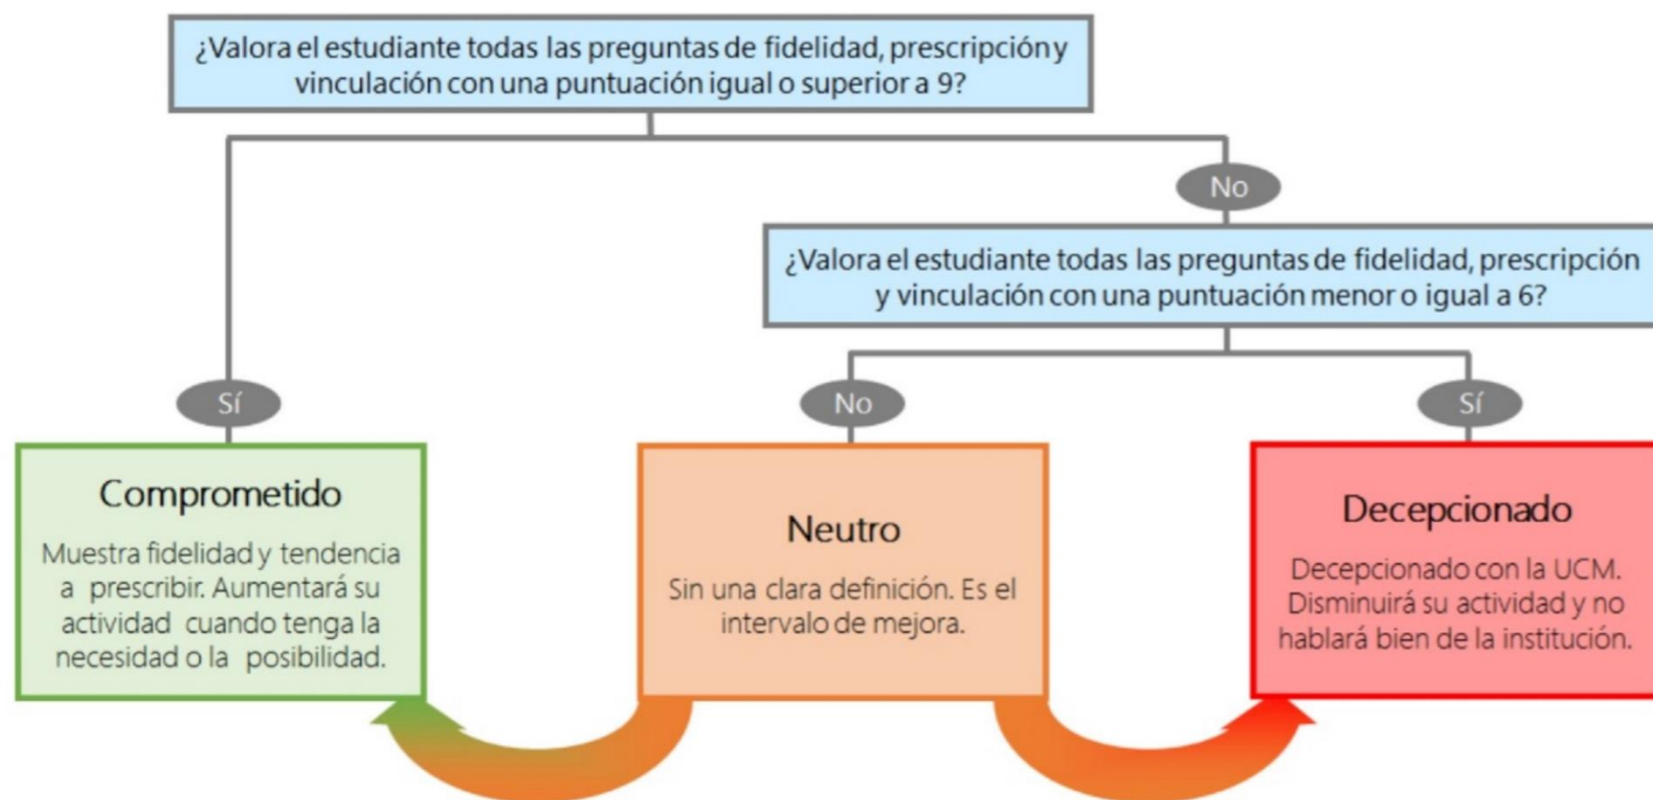 ¿Valora el estudiante todas las preguntas de fidelidad, prescripción y
vinculación con una puntuación igual o superior a 9?
No
¿Valora el estudiante todas las preguntas de fidelidad, prescripción
y vinculación con una puntuación menor o igual a 6?
Sí
No
Sí
Comprometido
Muestra fidelidad y tendencia
a prescribir. Aumentará su
actividad cuando tenga la
necesidad o la posibilidad.
Neutro
Sin una clara definición. Es el
intervalo de mejora.
Decepcionado
Decepcionado con la UCM.
Disminuirá su actividad y no
hablará bien de la institución.